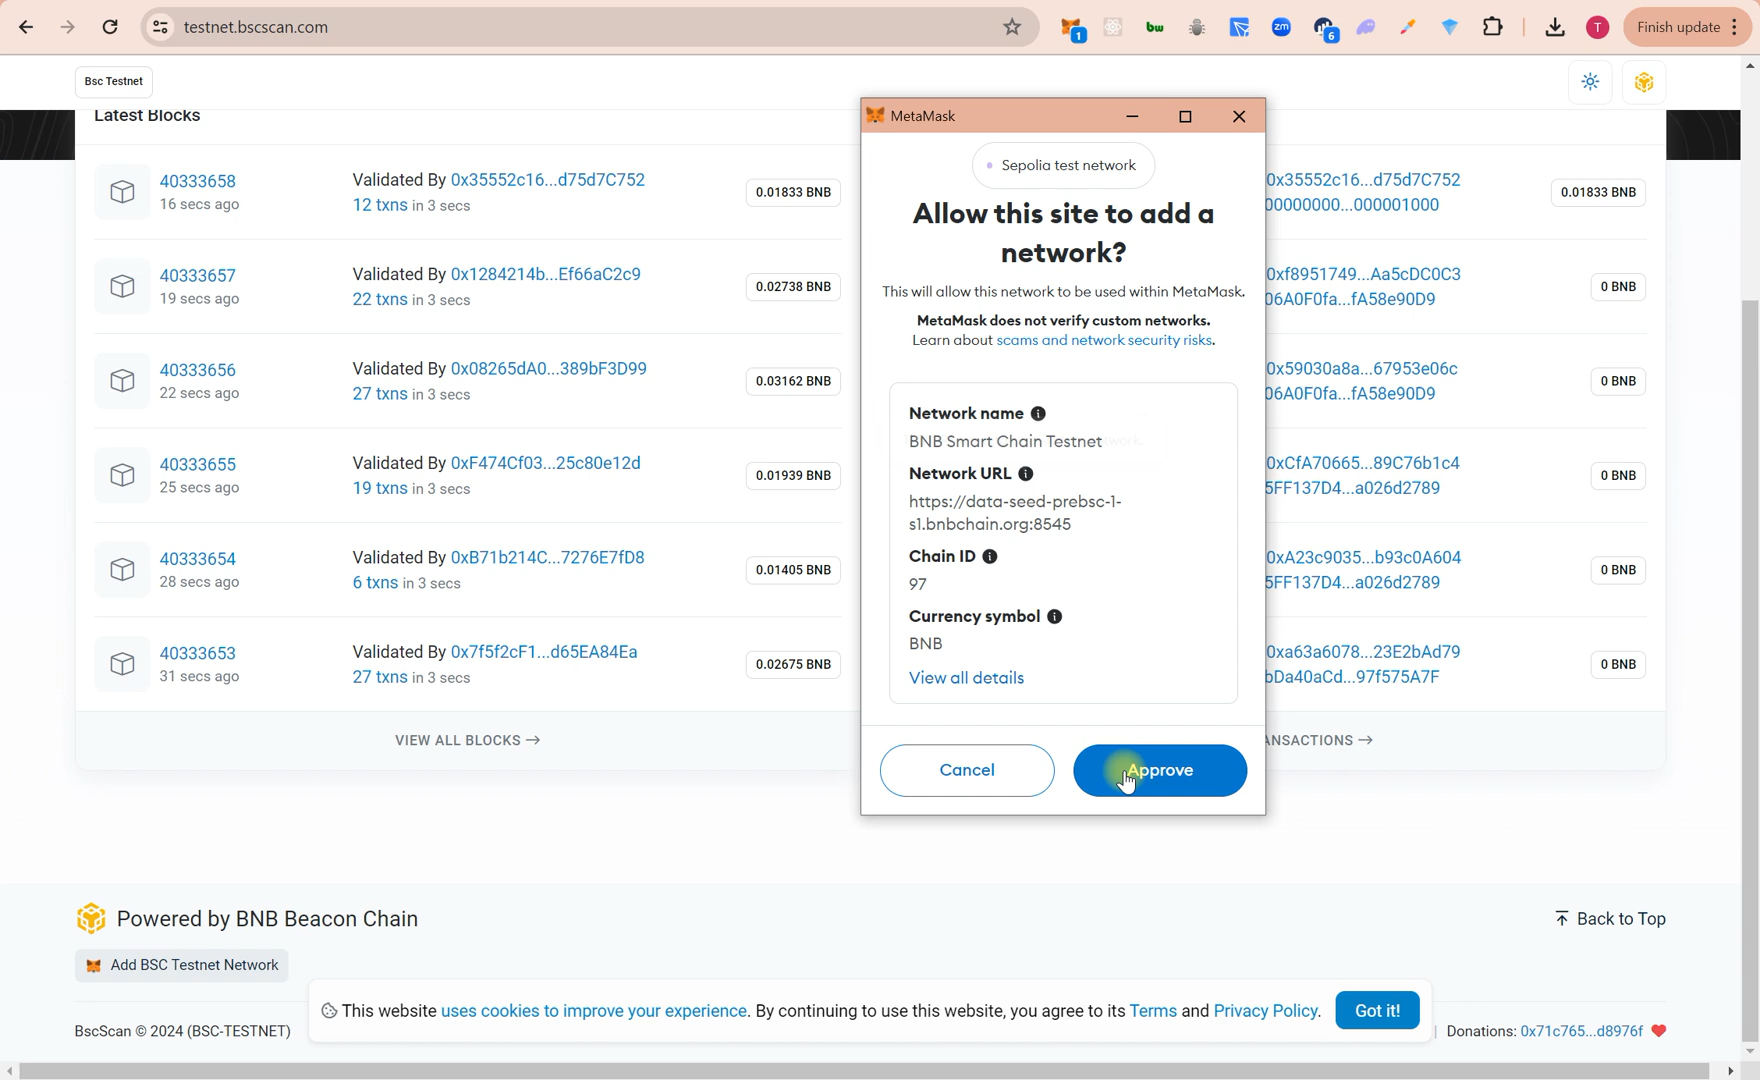 testnet.bscscan.com
1
bw
zm
6
T
Finish update
Bsc Testnet
Latest Blocks
40333658
16 secs ago
Validated By 0x35552c16...d75d7C752
12 txns in 3 secs
0.01833 BNB
0x35552c16...d75d7C752
00000000...000001000
0.01833 BNB
40333657
19 secs ago
Validated By 0x1284214b...Ef66aC2c9
22 txns in 3 secs
0.02738 BNB
0xf8951749...Aa5cDC0C3
06A0F0fa...fA58e90D9
0 BNB
40333656
22 secs ago
Validated By 0x08265dA0...389bF3D99
27 txns in 3 secs
0.03162 BNB
0x59030a8a...67953e06c
06A0F0fa...fA58e90D9
0 BNB
40333655
25 secs ago
Validated By 0xF474Cf03...25c80e12d
19 txns in 3 secs
0.01939 BNB
0xCfA70665...89C76b1c4
5FF137D4...a026d2789
0 BNB
40333654
28 secs ago
Validated By 0xB71b214C...7276E7fD8
6 txns in 3 secs
0.01405 BNB
0xA23c9035...b93c0A604
5FF137D4...a026d2789
0 BNB
40333653
31 secs ago
Validated By 0x7f5f2cF1...d65EA84Ea
27 txns in 3 secs
0.02675 BNB
0xa63a6078...23E2bAd79
bDa40aCd...97f575A7F
0 BNB
VIEW ALL BLOCKS →
ANSACTIONS →
MetaMask
Sepolia test network
Allow this site to add a
network?
This will allow this network to be used within MetaMask.
MetaMask does not verify custom networks.
Learn about scams and network security risks.
Network name
BNB Smart Chain Testnet
Network URL
https://data-seed-prebsc-1-
s1.bnbchain.org:8545
Chain ID
97
Currency symbol
BNB
View all details
Cancel
Approve
Powered by BNB Beacon Chain
Back to Top
Add BSC Testnet Network
This website uses cookies to improve your experience. By continuing to use this website, you agree to its Terms and Privacy Policy.
Got it!
BscScan © 2024 (BSC-TESTNET)
Donations: 0x71c765...d8976f